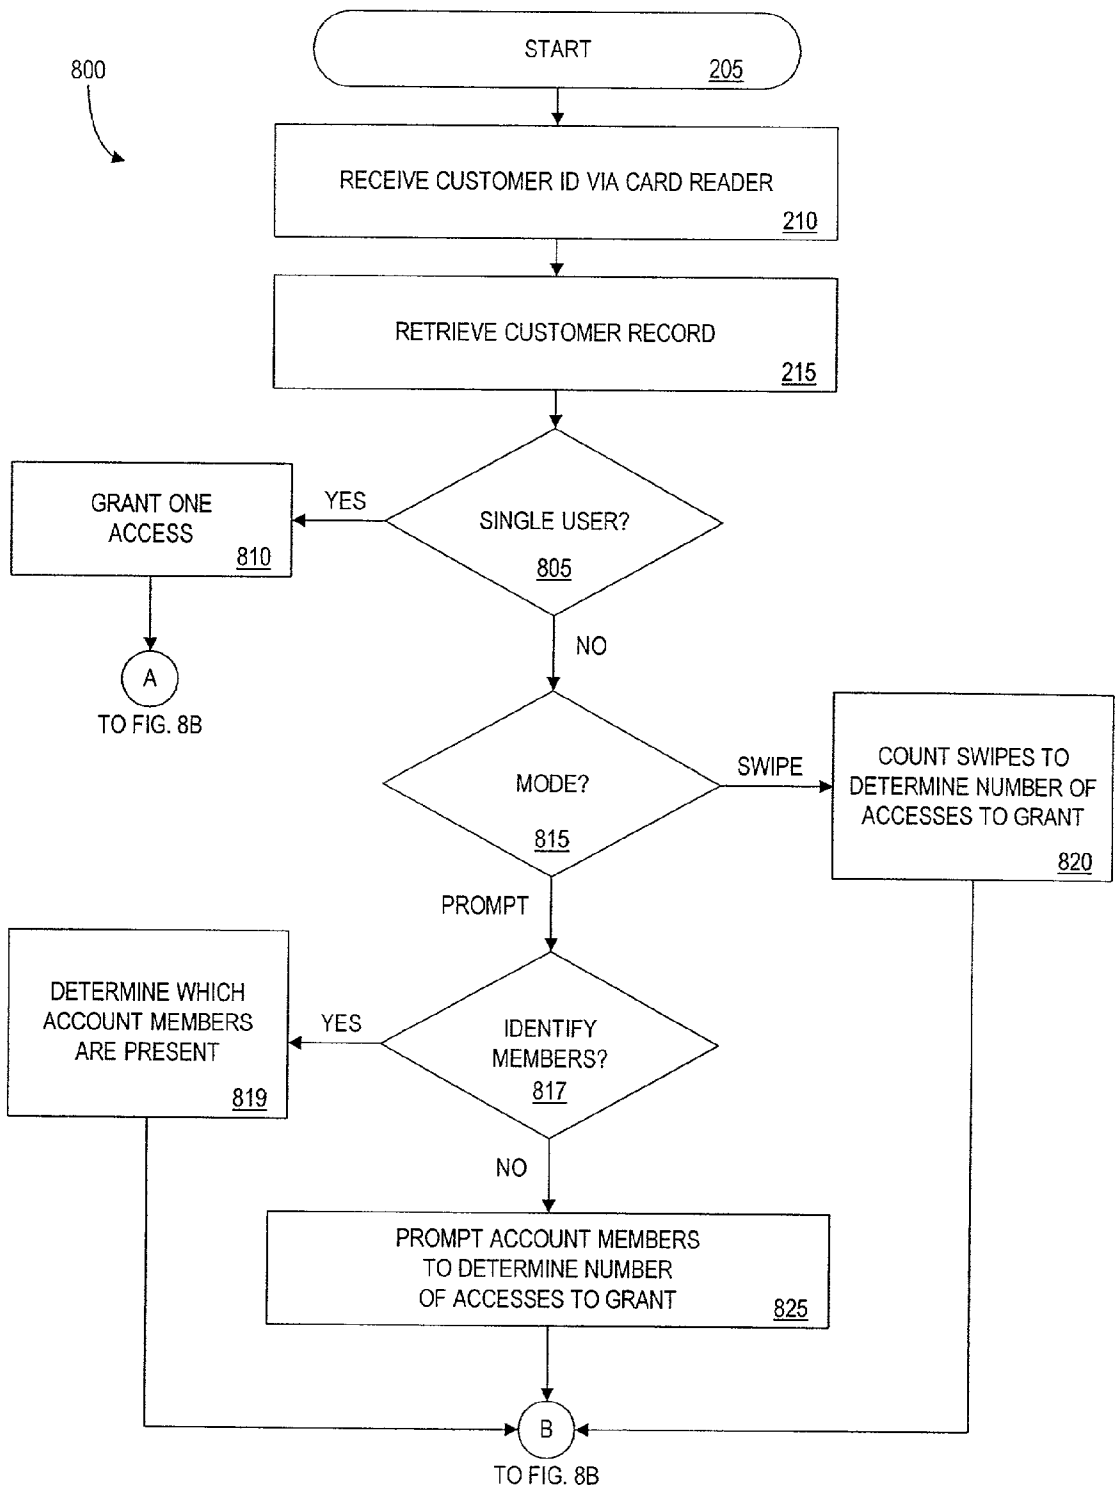 START
205
800
RECEIVE CUSTOMER ID VIA CARD READER
210
RETRIEVE CUSTOMER RECORD
215
SINGLE USER?
805
YES
GRANT ONE
ACCESS
810
A
TO FIG. 8B
NO
MODE?
815
SWIPE
COUNT SWIPES TO
DETERMINE NUMBER OF
ACCESSES TO GRANT
820
PROMPT
IDENTIFY
MEMBERS?
817
YES
DETERMINE WHICH
ACCOUNT MEMBERS
ARE PRESENT
819
NO
PROMPT ACCOUNT MEMBERS
TO DETERMINE NUMBER
OF ACCESSES TO GRANT
825
B
TO FIG. 8B